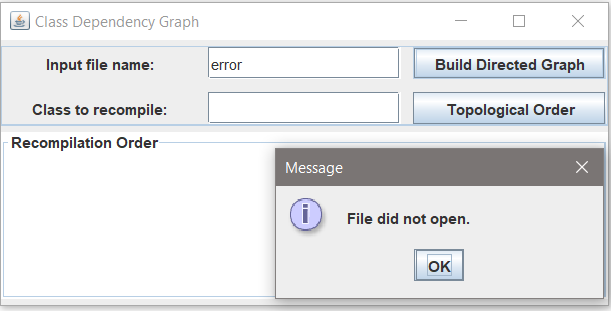 Class Dependency Graph
Input file name: error Build Directed Graph
Class to recompile: Topological Order
Recompilation Order
Message
File did not open.
OK